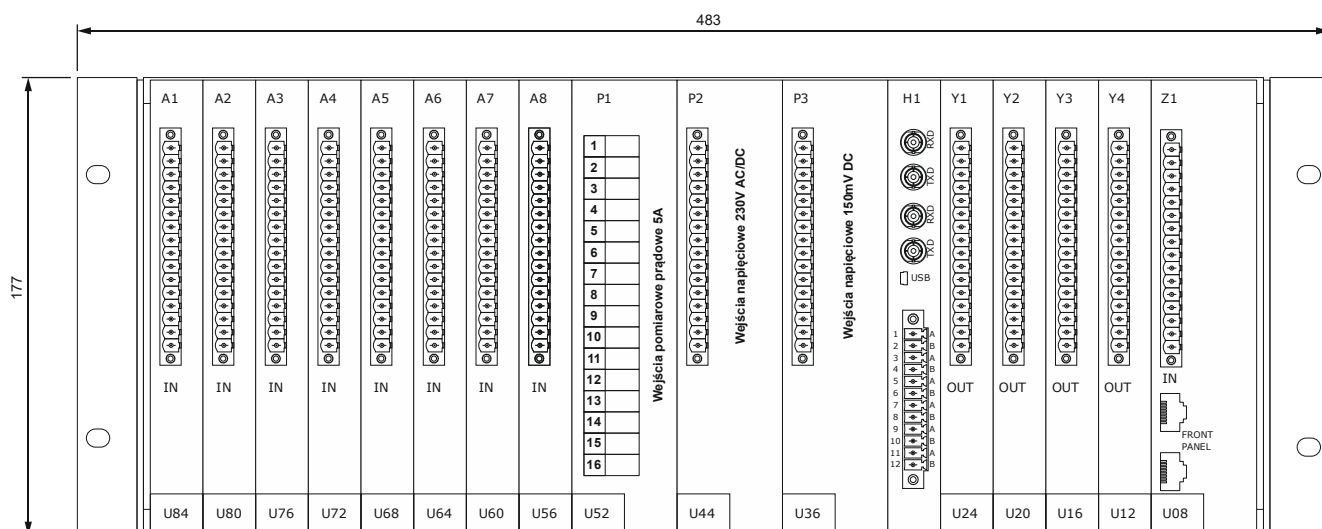 483
177
A1 A2 A3 A4 A5 A6 A7 A8 P1 P2 P3 H1 Y1 Y2 Y3 Y4 Z1
1
2
3
4
5
6
7
8
9
10
11
12
13
14
15
16
Wejścia pomiarowe prądowe 5A
Wejścia napięciowe 230V AC/DC
Wejścia napięciowe 150mV DC
RXD
TXD
RXD
TXD
USB
1 A
2 B
3 A
4 B
5 A
6 B
7 A
8 B
9 A
10 B
11 A
12 B
IN IN IN IN IN IN IN IN OUT OUT OUT OUT IN
FRONT
PANEL
U84 U80 U76 U72 U68 U64 U60 U56 U52 U44 U36 U24 U20 U16 U12 U08